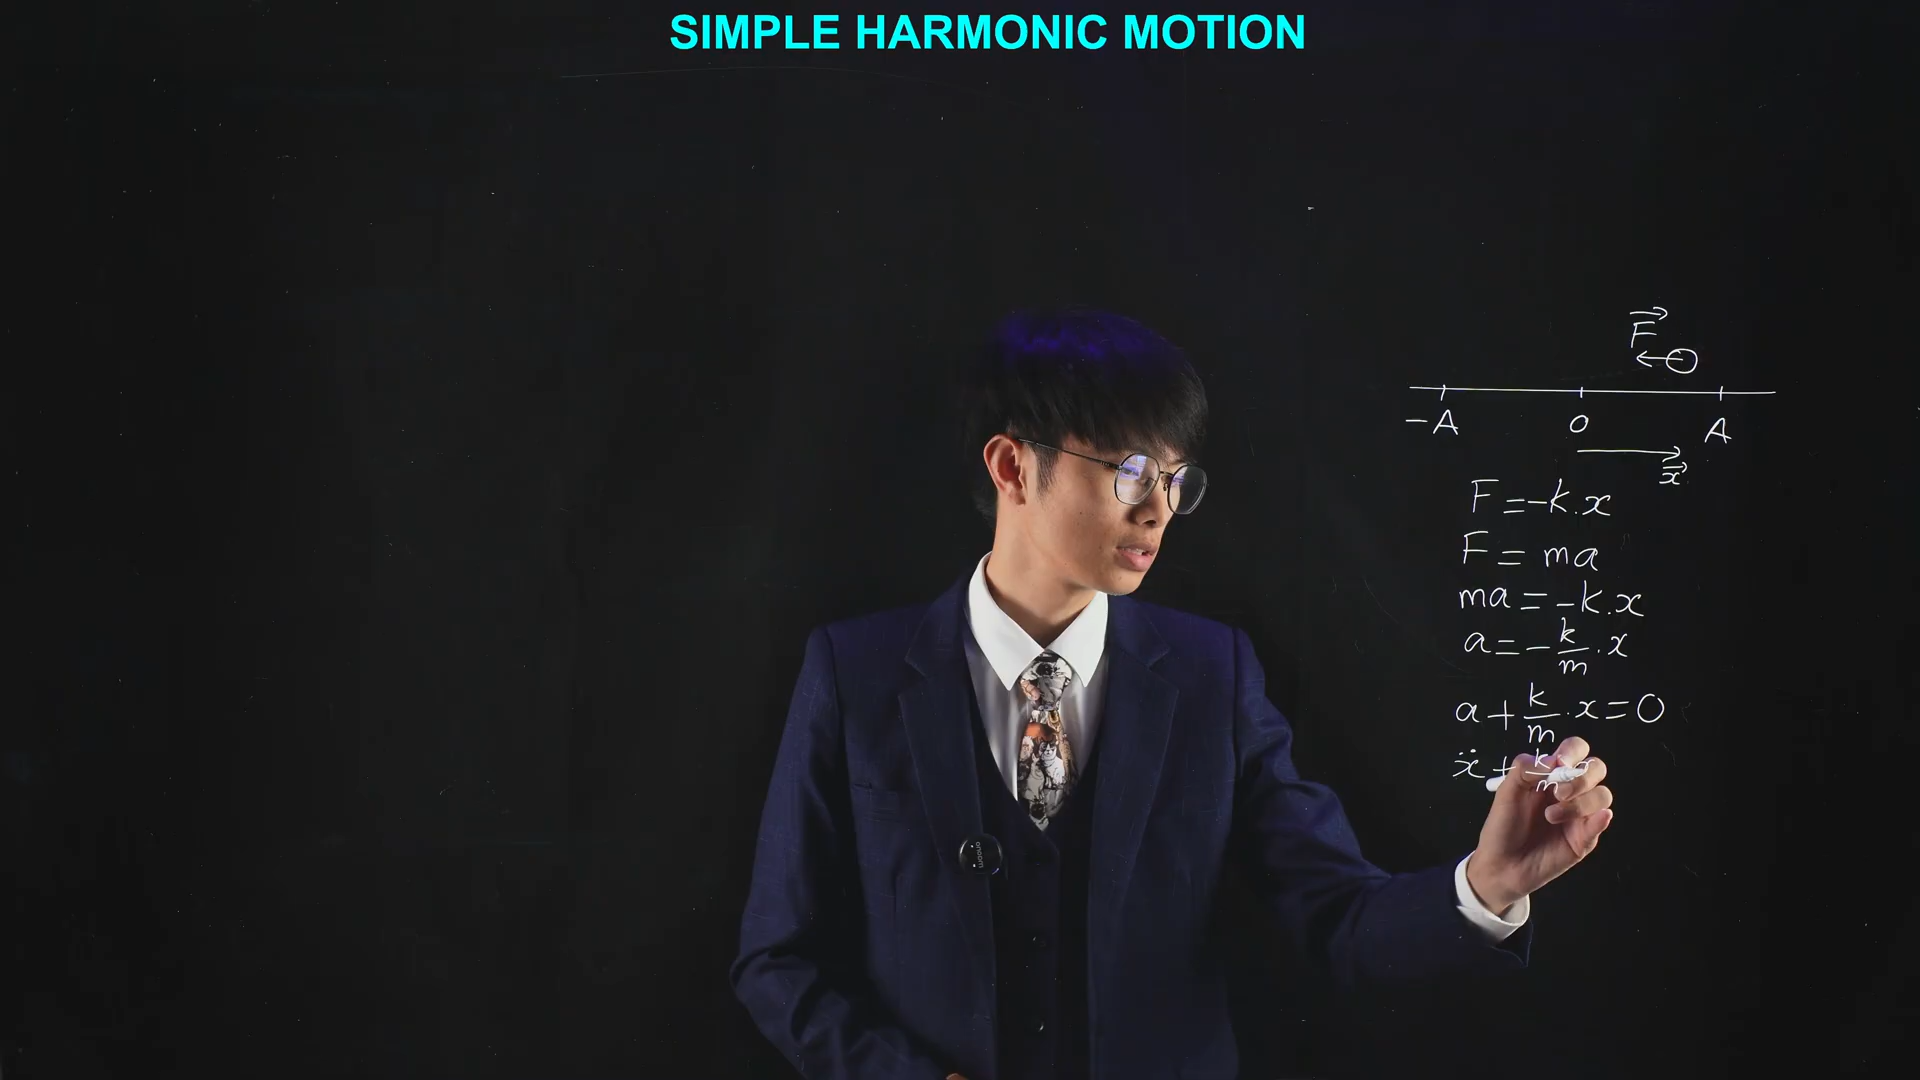 SIMPLE HARMONIC MOTION
F
-A O A
x
F = -k.x
F = ma
ma = -k.x
a = - k/m . x
a + k/m . x = 0
ẍ + k/m